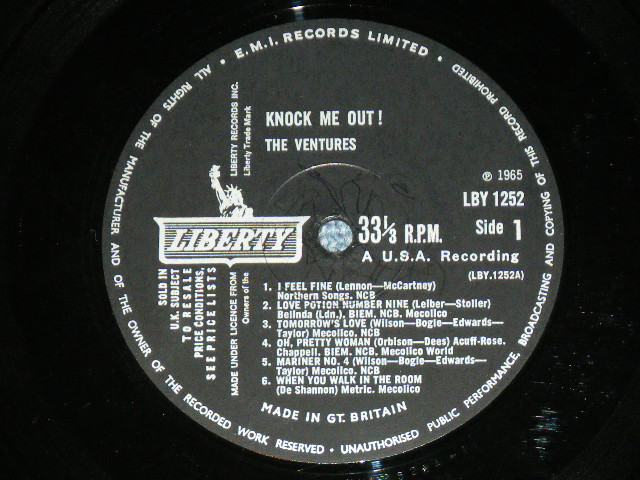 E.M.I. RECORDS LIMITED •
ALL RIGHTS OF THE MANUFACTURER AND OF THE OWNER OF THE RECORDED WORK RESERVED • UNAUTHORISED PUBLIC PERFORMANCE, BROADCASTING AND COPYING OF THIS RECORD PROHIBITED
KNOCK ME OUT!
THE VENTURES
LIBERTY RECORDS INC.
Liberty Trade Mark
℗ 1965
LBY 1252
Side 1
LIBERTY
33⅓ R.P.M.
A U.S.A. Recording
(LBY.1252A)
SOLD IN
U.K. SUBJECT
TO RESALE
PRICE CONDITIONS,
SEE PRICE LISTS
MADE UNDER LICENCE FROM
Owners of the
1. I FEEL FINE (Lennon—McCartney)
Northern Songs. NCB
2. LOVE POTION NUMBER NINE (Leiber—Stoller)
Belinda (Ldn.). BIEM. NCB. Mecolico
3. TOMORROW'S LOVE (Wilson—Bogle—Edwards—
Taylor) Mecolico. NCB
4. OH, PRETTY WOMAN (Orbison—Dees) Acuff-Rose.
Chappell. BIEM. NCB. Mecolico World
5. MARINER NO. 4 (Wilson—Bogle—Edwards—
Taylor) Mecolico. NCB
6. WHEN YOU WALK IN THE ROOM
(De Shannon) Metric. Mecolico
MADE IN GT. BRITAIN